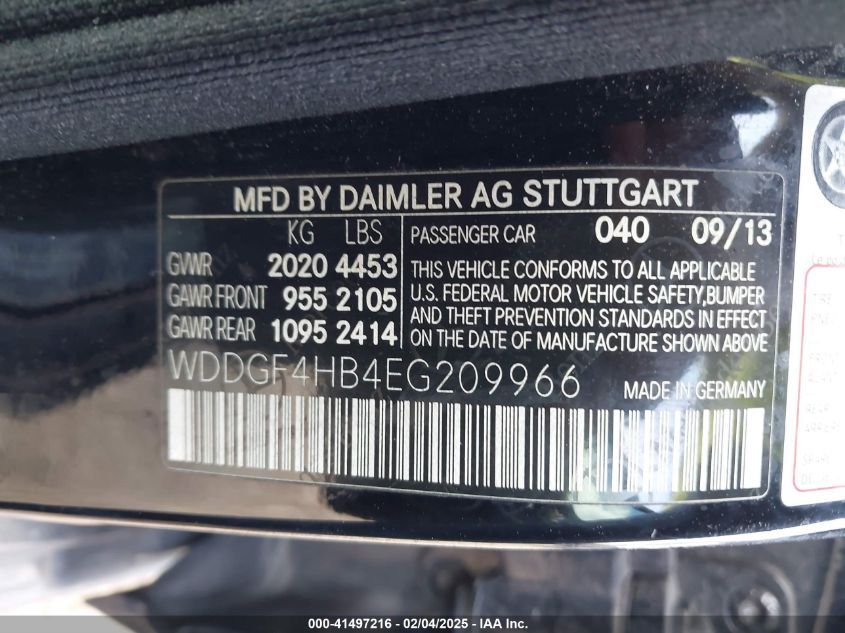 MFD BY DAIMLER AG STUTTGART
KG LBS
GVWR 2020 4453
GAWR FRONT 955 2105
GAWR REAR 1095 2414
PASSENGER CAR 040 09/13
THIS VEHICLE CONFORMS TO ALL APPLICABLE
U.S. FEDERAL MOTOR VEHICLE SAFETY,BUMPER
AND THEFT PREVENTION STANDARDS IN EFFECT
ON THE DATE OF MANUFACTURE SHOWN ABOVE
WDDGF4HB4EG209966 MADE IN GERMANY
TIRE
FRONT
REAR
000-41497216 - 02/04/2025 - IAA Inc.